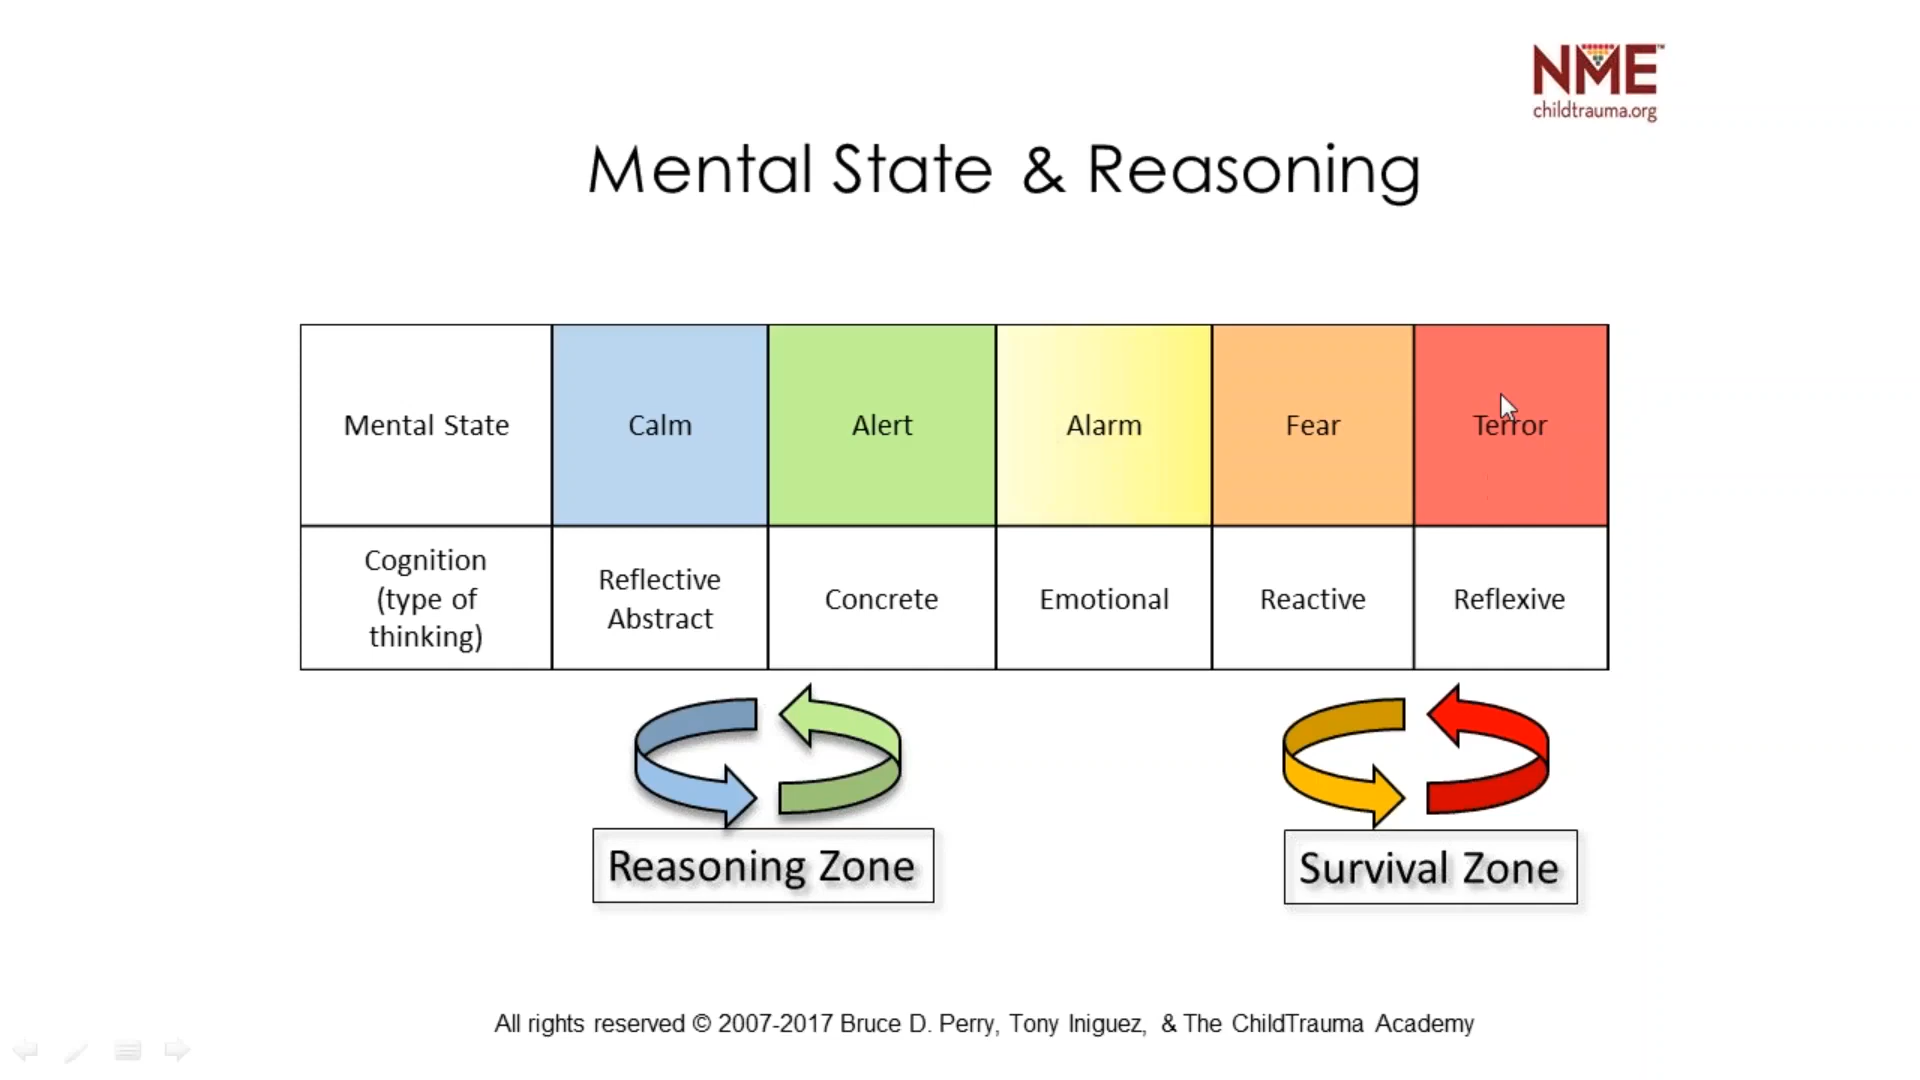 NME™
childtrauma.org
Mental State & Reasoning
Mental State
Calm
Alert
Alarm
Fear
Terror
Cognition
(type of
thinking)
Reflective
Abstract
Concrete
Emotional
Reactive
Reflexive
Reasoning Zone
Survival Zone
All rights reserved © 2007-2017 Bruce D. Perry, Tony Iniguez, & The ChildTrauma Academy